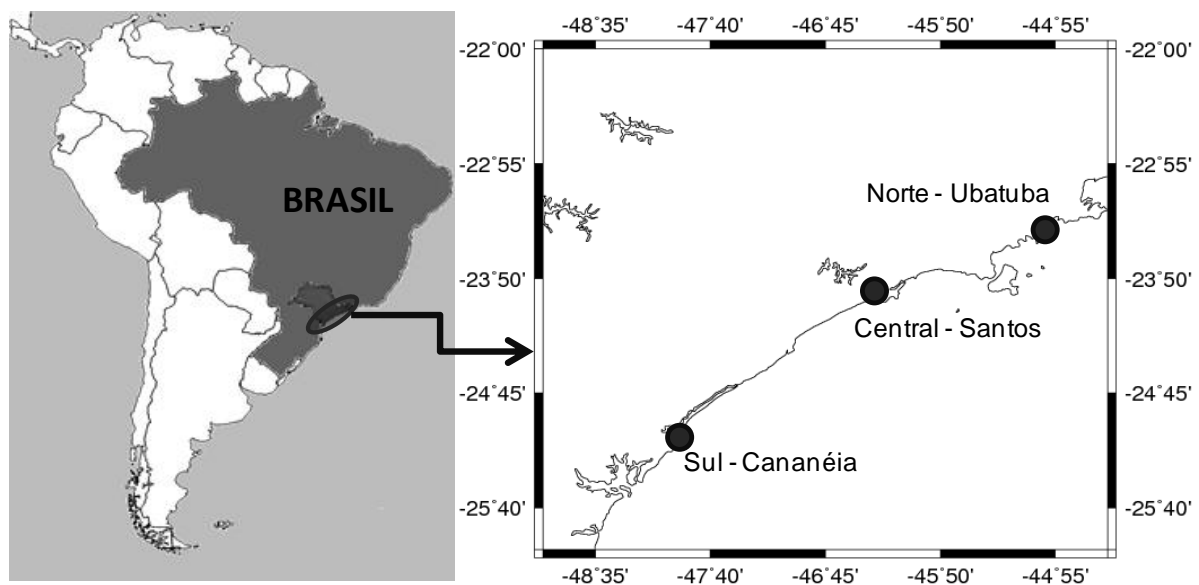 BRASIL
-48˚35' -47˚40' -46˚45' -45˚50' -44˚55'
-22˚00' -22˚00'
-22˚55' -22˚55'
Norte - Ubatuba
-23˚50' -23˚50'
Central - Santos
-24˚45' -24˚45'
Sul - Cananéia
-25˚40' -25˚40'
-48˚35' -47˚40' -46˚45' -45˚50' -44˚55'